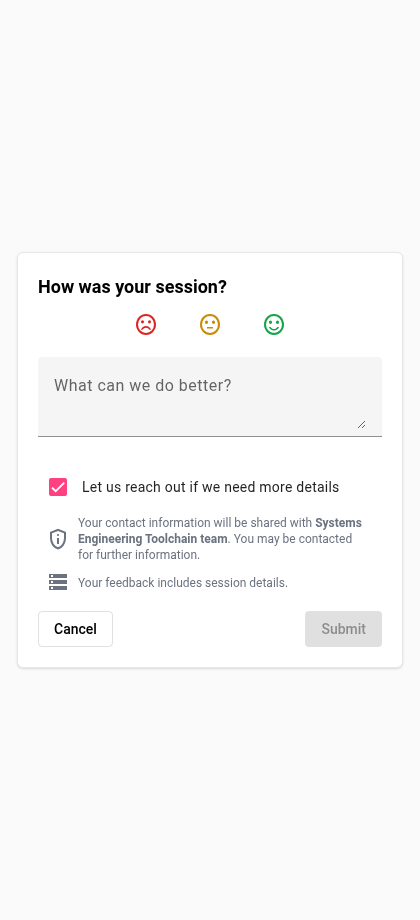 How was your session?
What can we do better?
Let us reach out if we need more details
Your contact information will be shared with Systems
Engineering Toolchain team. You may be contacted
for further information.
Your feedback includes session details.
Cancel
Submit